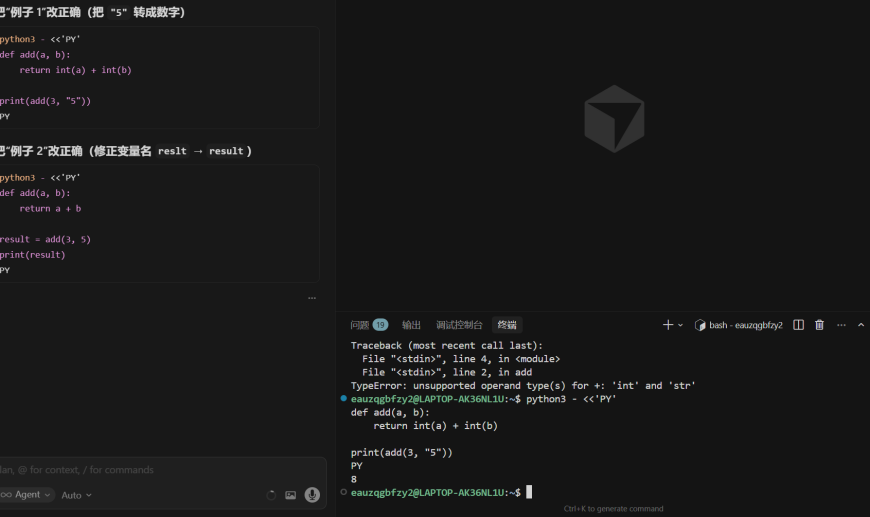 把"例子 1"改正确（把 "5" 转成数字）
python3 - <<'PY'
def add(a, b):
    return int(a) + int(b)
print(add(3, "5"))
PY
把"例子 2"改正确（修正变量名 reslt → result）
python3 - <<'PY'
def add(a, b):
    return a + b
result = add(3, 5)
print(result)
PY
lan, @ for context, / for commands
Agent
Auto
问题 19 输出 调试控制台 终端
bash - eauzqgbfzy2
Traceback (most recent call last):
  File "<stdin>", line 4, in <module>
  File "<stdin>", line 2, in add
TypeError: unsupported operand type(s) for +: 'int' and 'str'
eauzqgbfzy2@LAPTOP-AK36NL1U:~$ python3 - <<'PY'
def add(a, b):
    return int(a) + int(b)
print(add(3, "5"))
PY
8
eauzqgbfzy2@LAPTOP-AK36NL1U:~$
Ctrl+K to generate command